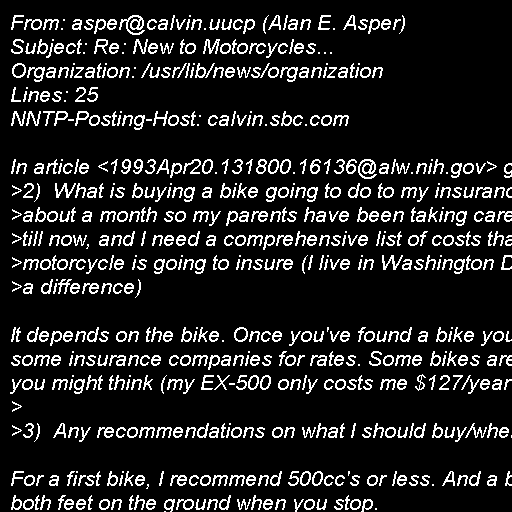 From: asper@calvin.uucp (Alan E. Asper)
Subject: Re: New to Motorcycles...
Organization: /usr/lib/news/organization
Lines: 25
NNTP-Posting-Host: calvin.sbc.com

In article <1993Apr20.131800.16136@alw.nih.gov> g
>2)  What is buying a bike going to do to my insuranc
>about a month so my parents have been taking care
>till now, and I need a comprehensive list of costs tha
>motorcycle is going to insure (I live in Washington D
>a difference)

It depends on the bike. Once you've found a bike you
some insurance companies for rates. Some bikes are
you might think (my EX-500 only costs me $127/year
>
>3)  Any recommendations on what I should buy/whe

For a first bike, I recommend 500cc's or less. And a b
both feet on the ground when you stop.